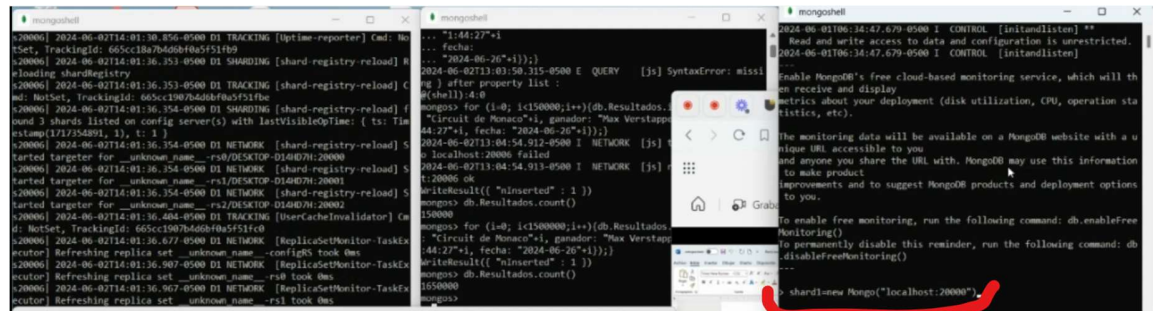 mongoshell
s20006| 2024-06-02T14:01:30.856-0500 D1 TRACKING [Uptime-reporter] Cmd: No
tSet, TrackingId: 665cc18a7b4d6bf0a5f51fb9
s20006| 2024-06-02T14:01:36.353-0500 D1 SHARDING [shard-registry-reload] R
eloading shardRegistry
s20006| 2024-06-02T14:01:36.353-0500 D1 TRACKING [shard-registry-reload] C
md: NotSet, TrackingId: 665cc1907b4d6bf0a5f51fbe
s20006| 2024-06-02T14:01:36.354-0500 D1 SHARDING [shard-registry-reload] f
ound 3 shards listed on config server(s) with lastVisibleOpTime: { ts: Tim
estamp(1717354891, 1), t: 1 }
s20006| 2024-06-02T14:01:36.354-0500 D1 NETWORK [shard-registry-reload] S
tarted targeter for __unknown_name__-rs0/DESKTOP-D14HD7H:20000
s20006| 2024-06-02T14:01:36.354-0500 D1 NETWORK [shard-registry-reload] S
tarted targeter for __unknown_name__-rs1/DESKTOP-D14HD7H:20001
s20006| 2024-06-02T14:01:36.354-0500 D1 NETWORK [shard-registry-reload] S
tarted targeter for __unknown_name__-rs2/DESKTOP-D14HD7H:20002
s20006| 2024-06-02T14:01:36.404-0500 D1 TRACKING [UserCacheInvalidator] Cm
d: NotSet, TrackingId: 665cc1907b4d6bf0a5f51fc0
s20006| 2024-06-02T14:01:36.677-0500 D1 NETWORK [ReplicaSetMonitor-TaskEx
ecutor] Refreshing replica set __unknown_name__-configRS took 0ms
s20006| 2024-06-02T14:01:36.907-0500 D1 NETWORK [ReplicaSetMonitor-TaskEx
ecutor] Refreshing replica set __unknown_name__-rs0 took 0ms
s20006| 2024-06-02T14:01:36.967-0500 D1 NETWORK [ReplicaSetMonitor-TaskEx
ecutor] Refreshing replica set __unknown_name__-rs1 took 0ms
mongoshell
... "1:44:27"+i
... fecha:
... "2024-06-26"+i});}
2024-06-02T13:03:50.315-0500 E QUERY [js] SyntaxError: missi
ng } after property list :
@(shell):4:0
mongos> for (i=0; i<150000;i++){db.Resultados.i
"Circuit de Monaco"+i, ganador: "Max Verstappe
44:27"+i, fecha: "2024-06-26"+i});}
2024-06-02T13:04:54.912-0500 I NETWORK [js] t
o localhost:20006 failed
2024-06-02T13:04:54.913-0500 I NETWORK [js] r
t:20006 ok
WriteResult({ "nInserted" : 1 })
mongos> db.Resultados.count()
150000
mongos> for (i=0; i<1500000;i++){db.Resultados.
: "Circuit de Monaco"+i, ganador: "Max Verstapp
:44:27"+i, fecha: "2024-06-26"+i});}
WriteResult({ "nInserted" : 1 })
mongos> db.Resultados.count()
1650000
mongos>
Graba
mongoshell
2024-06-01T06:34:47.679-0500 I CONTROL [initandlisten] **
Read and write access to data and configuration is unrestricted.
2024-06-01T06:34:47.679-0500 I CONTROL [initandlisten]
---
Enable MongoDB's free cloud-based monitoring service, which will th
en receive and display
metrics about your deployment (disk utilization, CPU, operation sta
tistics, etc).
The monitoring data will be available on a MongoDB website with a u
nique URL accessible to you
and anyone you share the URL with. MongoDB may use this information
to make product
improvements and to suggest MongoDB products and deployment options
to you.
To enable free monitoring, run the following command: db.enableFree
Monitoring()
To permanently disable this reminder, run the following command: db
.disableFreeMonitoring()
---
> shard1=new Mongo("localhost:20000")